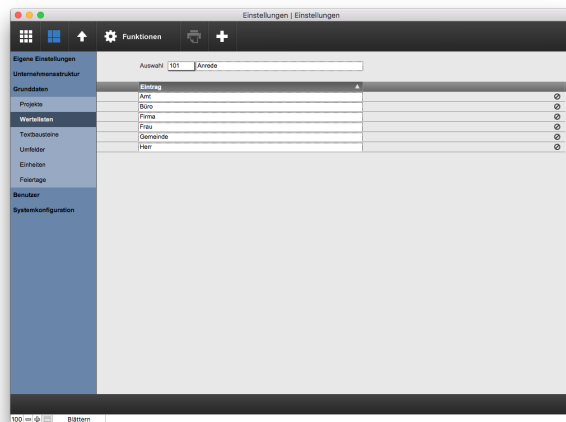 Einstellungen | Einstellungen
Funktionen
Eigene Einstellungen
Unternehmensstruktur
Grunddaten
Projekte
Wertelisten
Textbausteine
Umfelder
Einheiten
Feiertage
Benutzer
Systemkonfiguration
Auswahl 101 Anrede
Eintrag
Amt
Büro
Firma
Frau
Gemeinde
Herr
100 Blättern